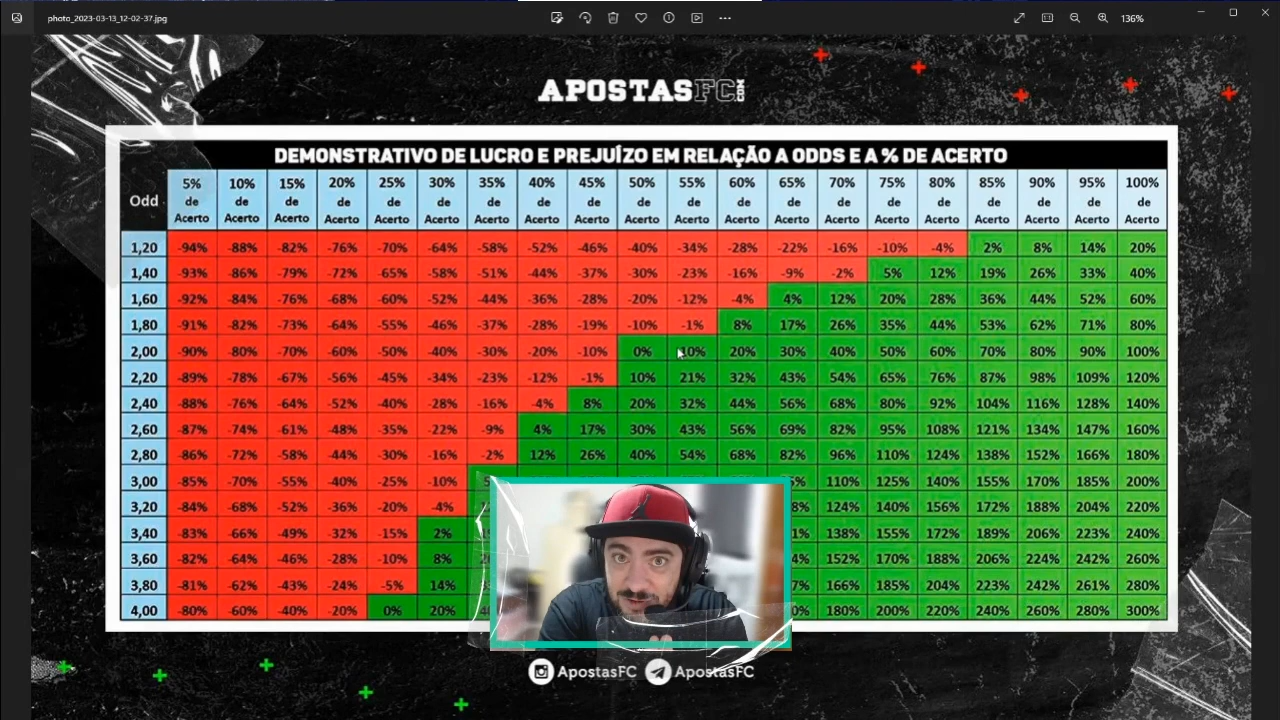 photo_2023-03-13_12-02-37.jpg
136%
APOSTASFC.COM
DEMONSTRATIVO DE LUCRO E PREJUÍZO EM RELAÇÃO A ODDS E A % DE ACERTO
Odd 5% de Acerto 10% de Acerto 15% de Acerto 20% de Acerto 25% de Acerto 30% de Acerto 35% de Acerto 40% de Acerto 45% de Acerto 50% de Acerto 55% de Acerto 60% de Acerto 65% de Acerto 70% de Acerto 75% de Acerto 80% de Acerto 85% de Acerto 90% de Acerto 95% de Acerto 100% de Acerto
1,20 -94% -88% -82% -76% -70% -64% -58% -52% -46% -40% -34% -28% -22% -16% -10% -4% 2% 8% 14% 20%
1,40 -93% -86% -79% -72% -65% -58% -51% -44% -37% -30% -23% -16% -9% -2% 5% 12% 19% 26% 33% 40%
1,60 -92% -84% -76% -68% -60% -52% -44% -36% -28% -20% -12% -4% 4% 12% 20% 28% 36% 44% 52% 60%
1,80 -91% -82% -73% -64% -55% -46% -37% -28% -19% -10% -1% 8% 17% 26% 35% 44% 53% 62% 71% 80%
2,00 -90% -80% -70% -60% -50% -40% -30% -20% -10% 0% 10% 20% 30% 40% 50% 60% 70% 80% 90% 100%
2,20 -89% -78% -67% -56% -45% -34% -23% -12% -1% 10% 21% 32% 43% 54% 65% 76% 87% 98% 109% 120%
2,40 -88% -76% -64% -52% -40% -28% -16% -4% 8% 20% 32% 44% 56% 68% 80% 92% 104% 116% 128% 140%
2,60 -87% -74% -61% -48% -35% -22% -9% 4% 17% 30% 43% 56% 69% 82% 95% 108% 121% 134% 147% 160%
2,80 -86% -72% -58% -44% -30% -16% -2% 12% 26% 40% 54% 68% 82% 96% 110% 124% 138% 152% 166% 180%
3,00 -85% -70% -55% -40% -25% -10% 110% 125% 140% 155% 170% 185% 200%
3,20 -84% -68% -52% -36% -20% -4% 124% 140% 156% 172% 188% 204% 220%
3,40 -83% -66% -49% -32% -15% 2% 138% 155% 172% 189% 206% 223% 240%
3,60 -82% -64% -46% -28% -10% 8% 152% 170% 188% 206% 224% 242% 260%
3,80 -81% -62% -43% -24% -5% 14% 166% 185% 204% 223% 242% 261% 280%
4,00 -80% -60% -40% -20% 0% 20% 180% 200% 220% 240% 260% 280% 300%
ApostasFC ApostasFC